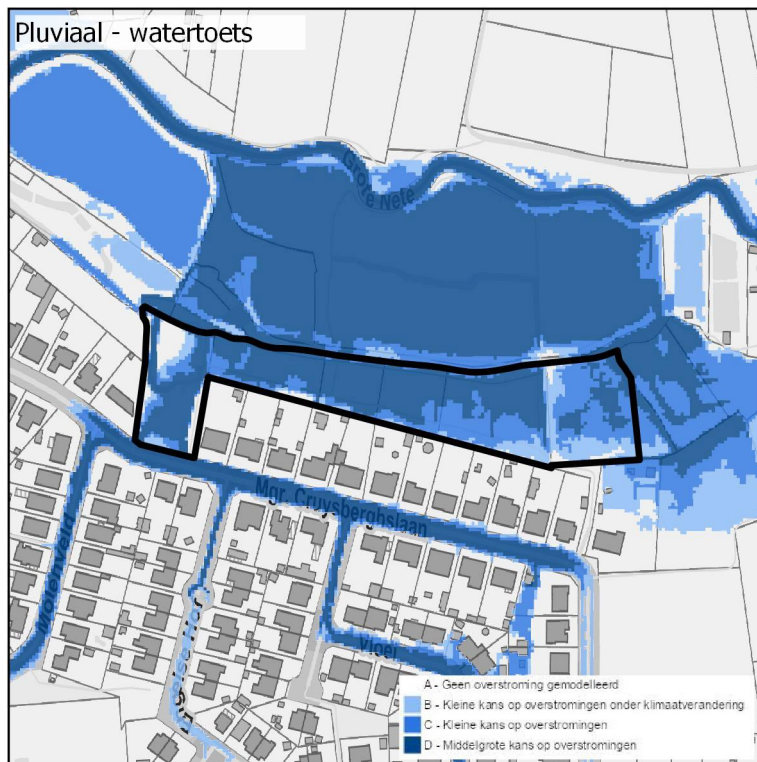 Pluviaal - watertoets
Grote Nete
Mgr. Cruysberghslaan
Molenveld
Vloei
A - Geen overstroming gemodelleerd
B - Kleine kans op overstromingen onder klimaatverandering
C - Kleine kans op overstromingen
D - Middelgrote kans op overstromingen